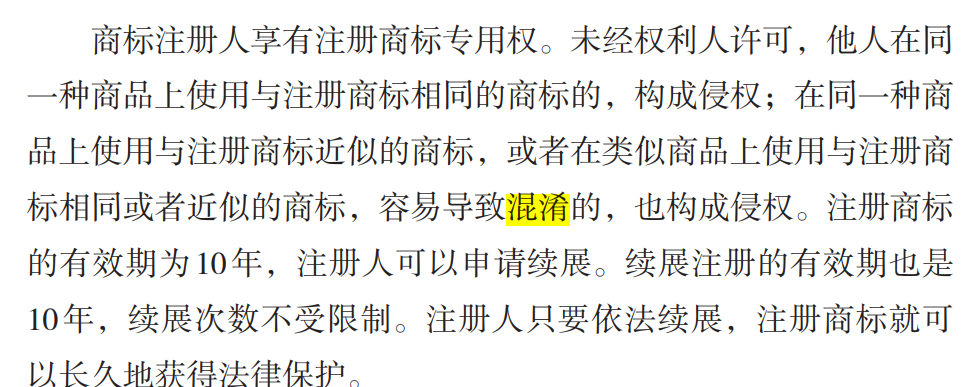 商标注册人享有注册商标专用权。未经权利人许可，他人在同
一种商品上使用与注册商标相同的商标的，构成侵权；在同一种商
品上使用与注册商标近似的商标，或者在类似商品上使用与注册商
标相同或者近似的商标，容易导致混淆的，也构成侵权。注册商标
的有效期为10年，注册人可以申请续展。续展注册的有效期也是
10年，续展次数不受限制。注册人只要依法续展，注册商标就可
以长久地获得法律保护。